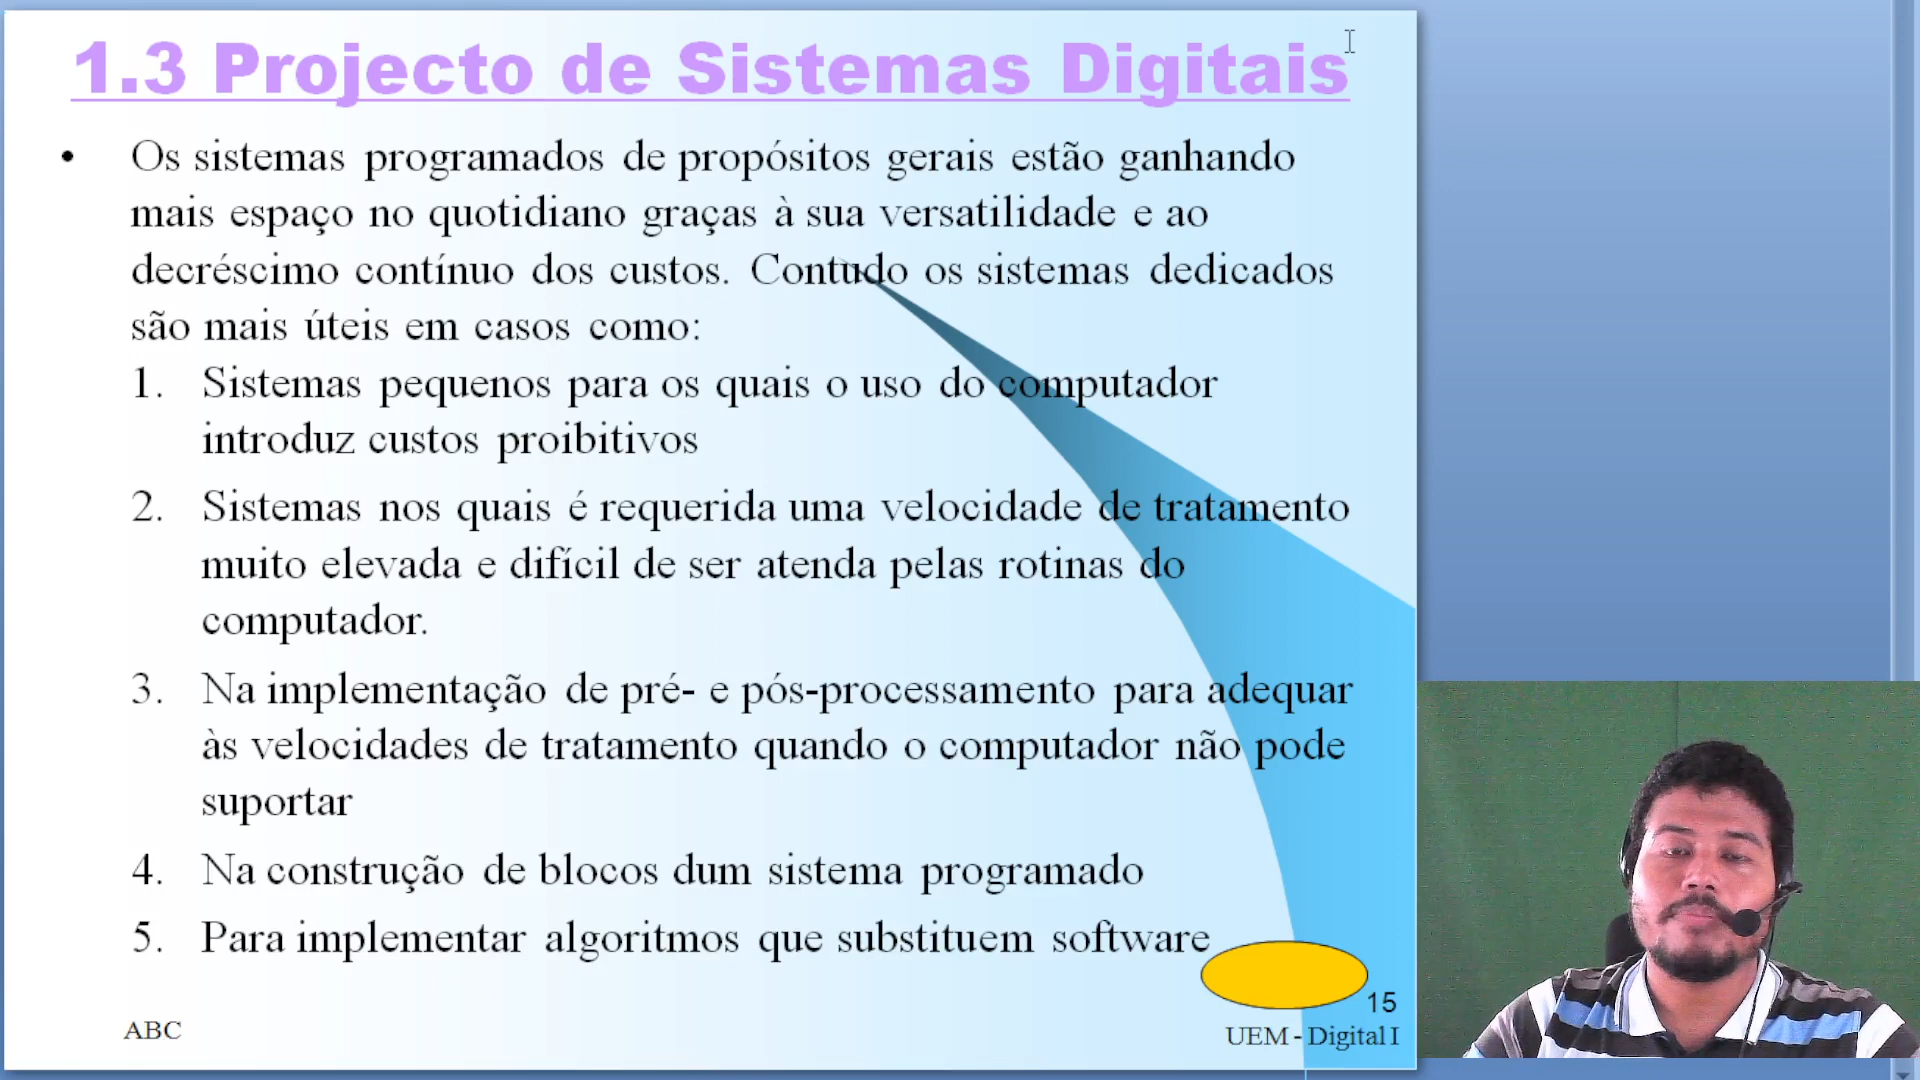 1.3 Projecto de Sistemas Digitais
• Os sistemas programados de propósitos gerais estão ganhando
mais espaço no quotidiano graças à sua versatilidade e ao
decréscimo contínuo dos custos. Contudo os sistemas dedicados
são mais úteis em casos como:
1. Sistemas pequenos para os quais o uso do computador
introduz custos proibitivos
2. Sistemas nos quais é requerida uma velocidade de tratamento
muito elevada e difícil de ser atenda pelas rotinas do
computador.
3. Na implementação de pré- e pós-processamento para adequar
às velocidades de tratamento quando o computador não pode
suportar
4. Na construção de blocos dum sistema programado
5. Para implementar algoritmos que substituem software
15
ABC
UEM - Digital I